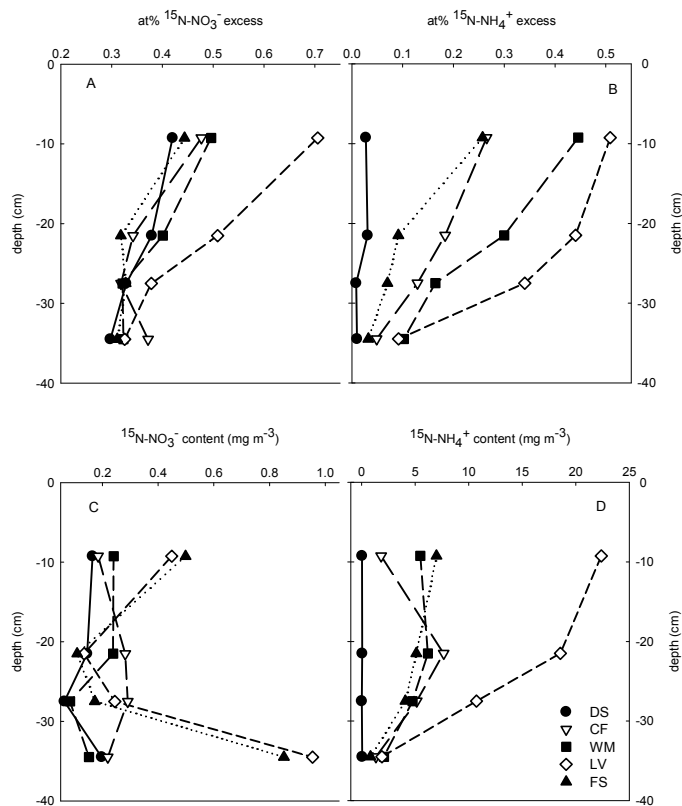 at% ¹⁵N-NO₃⁻ excess
0.2 0.3 0.4 0.5 0.6 0.7
at% ¹⁵N-NH₄⁺ excess
0.0 0.1 0.2 0.3 0.4 0.5
A
B
depth (cm)
0
-10
-20
-30
-40
depth (cm)
0
-10
-20
-30
-40
¹⁵N-NO₃⁻ content (mg m⁻³)
0.2 0.4 0.6 0.8 1.0
¹⁵N-NH₄⁺ content (mg m⁻³)
0 5 10 15 20 25
C
D
depth (cm)
0
-10
-20
-30
-40
depth (cm)
0
-10
-20
-30
-40
DS
CF
WM
LV
FS